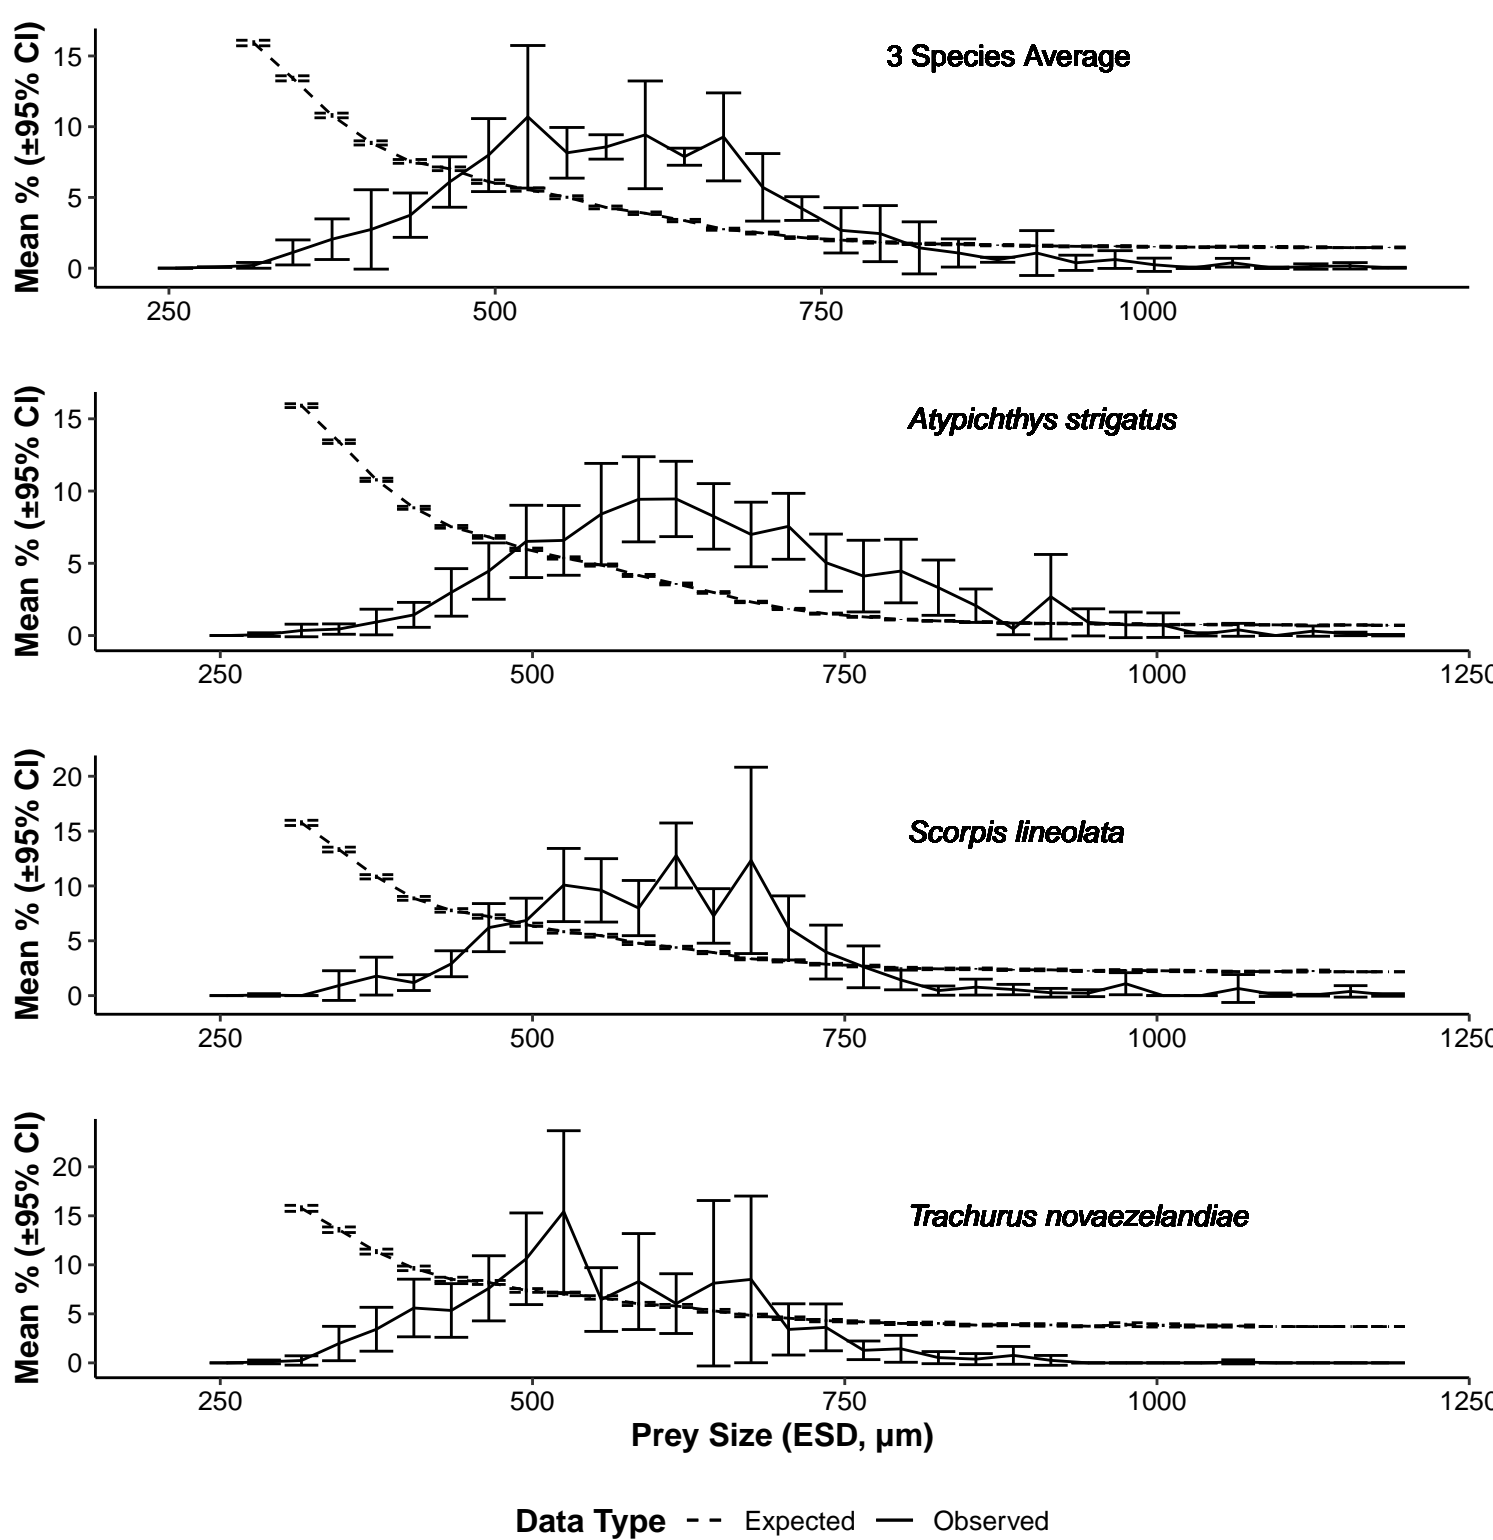 Mean % (±95% CI)
15
10
5
0
3 Species Average
250 500 750 1000
Mean % (±95% CI)
15
10
5
0
Atypichthys strigatus
250 500 750 1000 1250
Mean % (±95% CI)
20
15
10
5
0
Scorpis lineolata
250 500 750 1000 1250
Mean % (±95% CI)
20
15
10
5
0
Trachurus novaezelandiae
250 500 750 1000 1250
Prey Size (ESD, µm)
Data Type Expected Observed